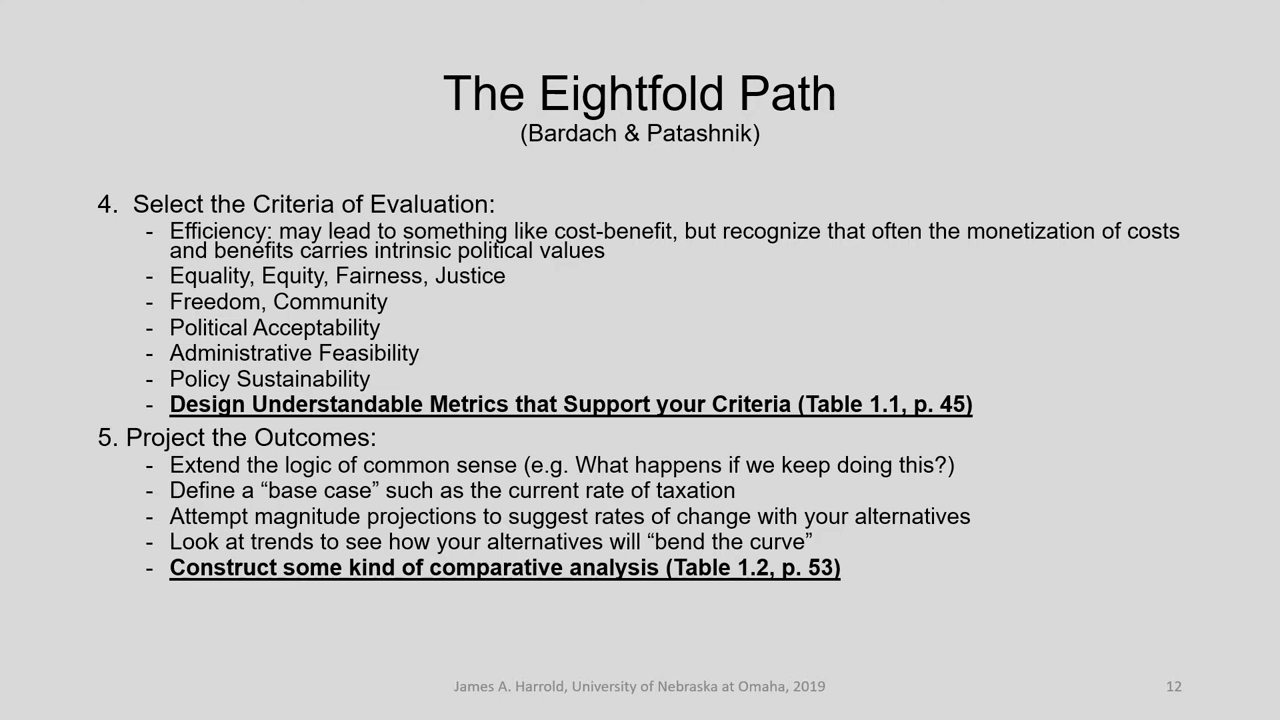 The Eightfold Path
(Bardach & Patashnik)
4. Select the Criteria of Evaluation:
- Efficiency: may lead to something like cost-benefit, but recognize that often the monetization of costs
and benefits carries intrinsic political values
- Equality, Equity, Fairness, Justice
- Freedom, Community
- Political Acceptability
- Administrative Feasibility
- Policy Sustainability
- Design Understandable Metrics that Support your Criteria (Table 1.1, p. 45)
5. Project the Outcomes:
- Extend the logic of common sense (e.g. What happens if we keep doing this?)
- Define a “base case” such as the current rate of taxation
- Attempt magnitude projections to suggest rates of change with your alternatives
- Look at trends to see how your alternatives will “bend the curve”
- Construct some kind of comparative analysis (Table 1.2, p. 53)
James A. Harrold, University of Nebraska at Omaha, 2019
12